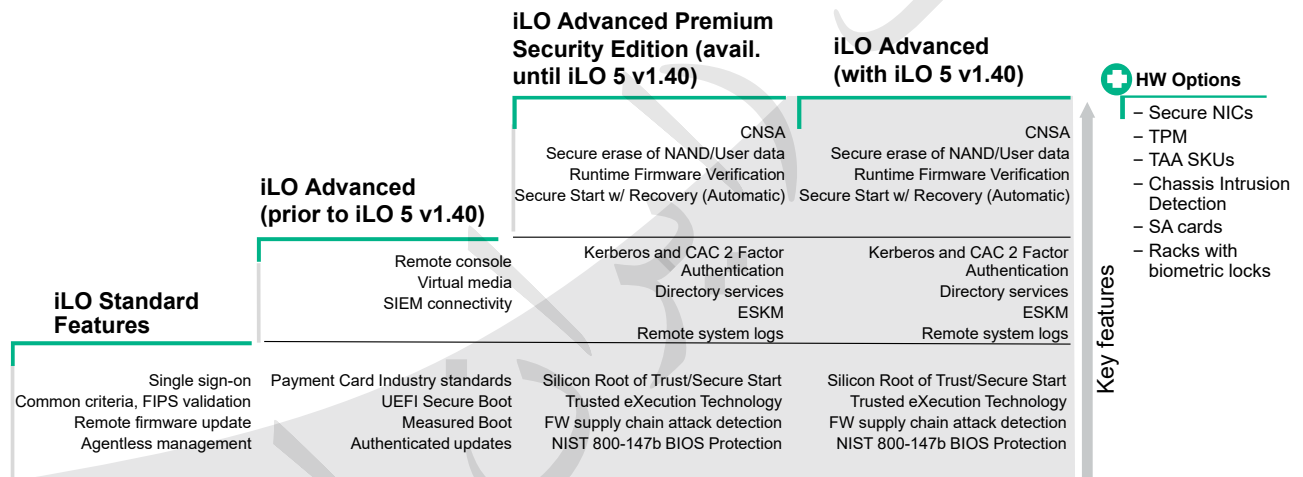 iLO Advanced Premium
Security Edition (avail.
until iLO 5 v1.40)
iLO Advanced
(with iLO 5 v1.40)
HW Options
– Secure NICs
– TPM
– TAA SKUs
– Chassis Intrusion
Detection
– SA cards
– Racks with
biometric locks
CNSA
Secure erase of NAND/User data
Runtime Firmware Verification
Secure Start w/ Recovery (Automatic)
CNSA
Secure erase of NAND/User data
Runtime Firmware Verification
Secure Start w/ Recovery (Automatic)
iLO Advanced
(prior to iLO 5 v1.40)
Remote console
Virtual media
SIEM connectivity
Kerberos and CAC 2 Factor
Authentication
Directory services
ESKM
Remote system logs
Kerberos and CAC 2 Factor
Authentication
Directory services
ESKM
Remote system logs
Key features
iLO Standard
Features
Single sign-on
Common criteria, FIPS validation
Remote firmware update
Agentless management
Payment Card Industry standards
UEFI Secure Boot
Measured Boot
Authenticated updates
Silicon Root of Trust/Secure Start
Trusted eXecution Technology
FW supply chain attack detection
NIST 800-147b BIOS Protection
Silicon Root of Trust/Secure Start
Trusted eXecution Technology
FW supply chain attack detection
NIST 800-147b BIOS Protection